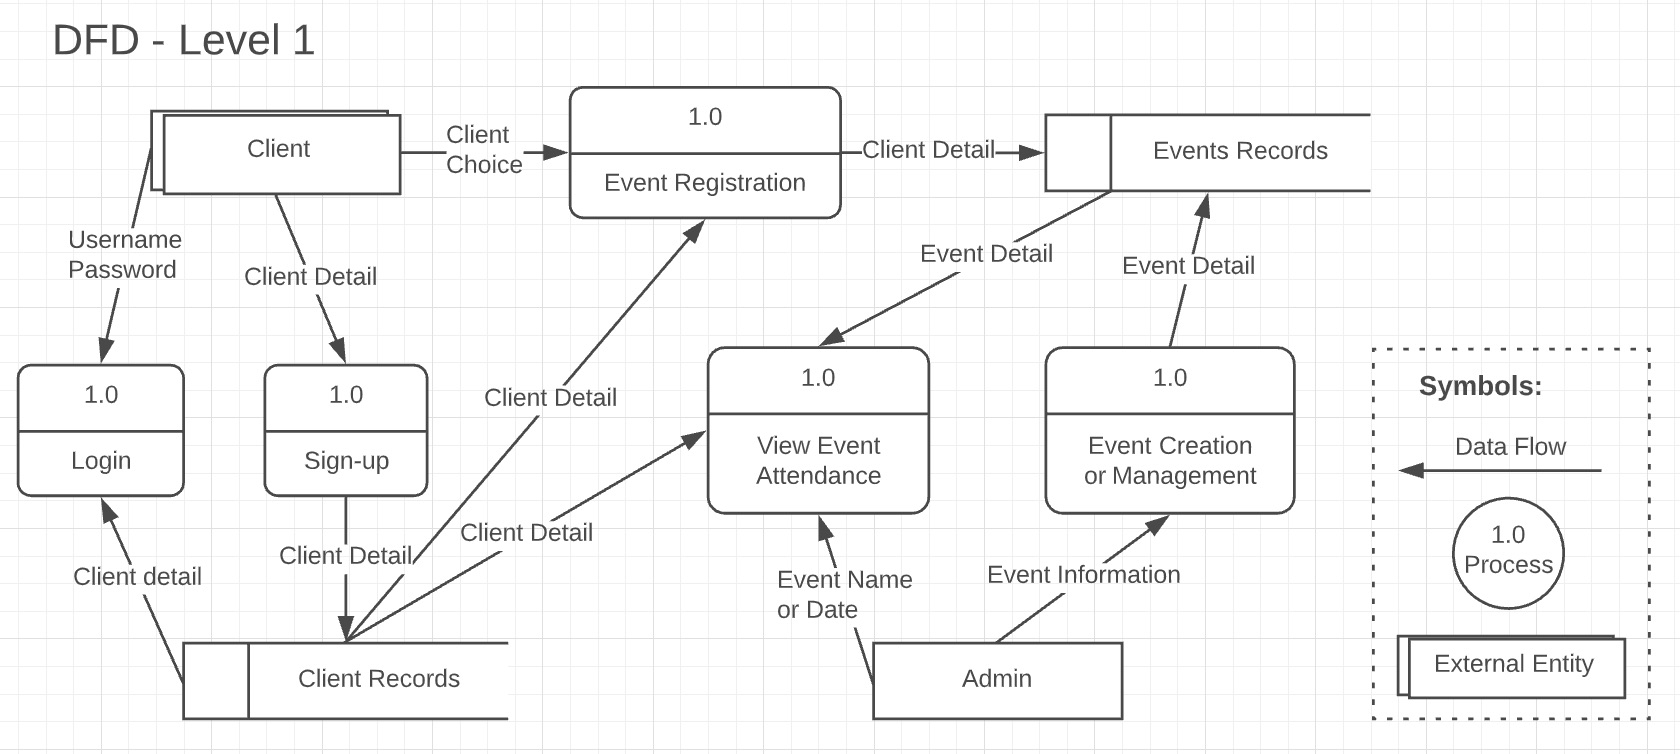 DFD - Level 1
Client
Client
Choice
1.0
Event Registration
Client Detail
Events Records
Username
Password
Client Detail
Event Detail
Event Detail
1.0
Login
1.0
Sign-up
Client Detail
1.0
View Event
Attendance
1.0
Event Creation
or Management
Client detail
Client Detail
Client Detail
Event Name
or Date
Event Information
Client Records
Admin
Symbols:
Data Flow
1.0
Process
External Entity